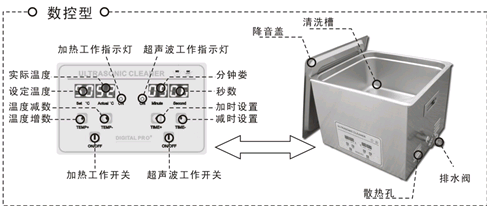 数控型
加热工作指示灯 超声波工作指示灯
实际温度
设定温度
温度减数
温度增数
ULTRASONIC CLEANER
分钟类
秒数
加时设置
减时设置
Set °C Actual °C ON ON Minute Second
TEMP+ TEMP- TIME+ TIME-
DIGITAL PRO+
ON/OFF ON/OFF
加热工作开关 超声波工作开关
降音盖
清洗槽
散热孔
排水阀